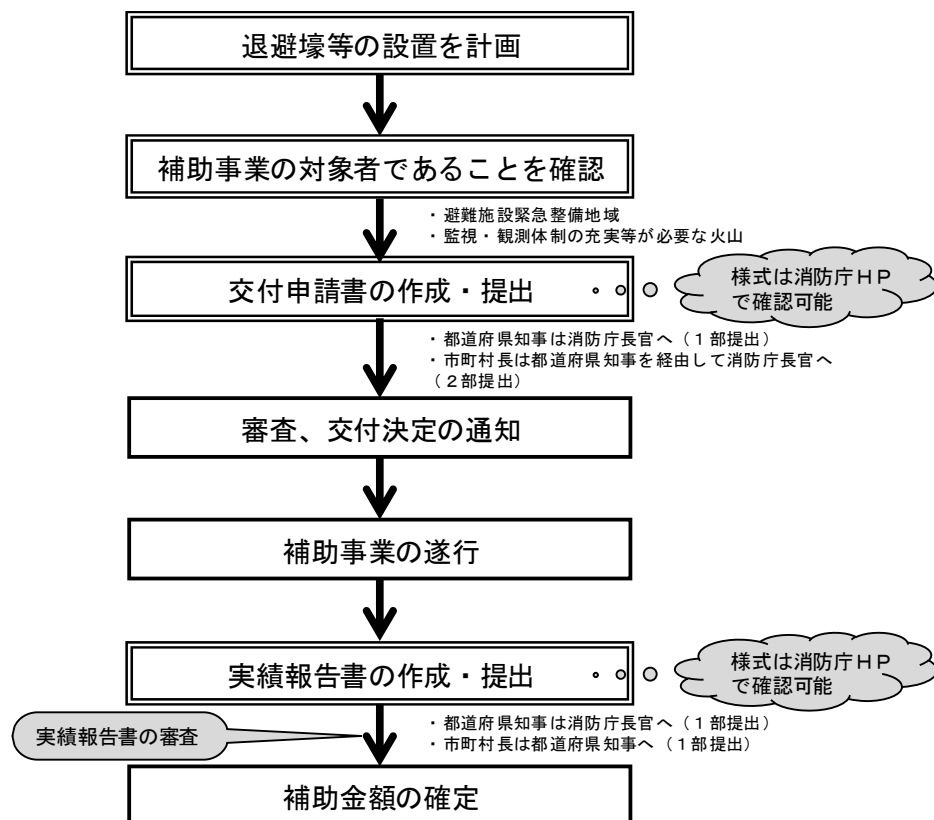 退避壕等の設置を計画
補助事業の対象者であることを確認
・避難施設緊急整備地域
・監視・観測体制の充実等が必要な火山
交付申請書の作成・提出
様式は消防庁ＨＰ
で確認可能
・都道府県知事は消防庁長官へ（１部提出）
・市町村長は都道府県知事を経由して消防庁長官へ
（２部提出）
審査、交付決定の通知
補助事業の遂行
実績報告書の作成・提出
様式は消防庁ＨＰ
で確認可能
・都道府県知事は消防庁長官へ（１部提出）
・市町村長は都道府県知事へ（１部提出）
実績報告書の審査
補助金額の確定